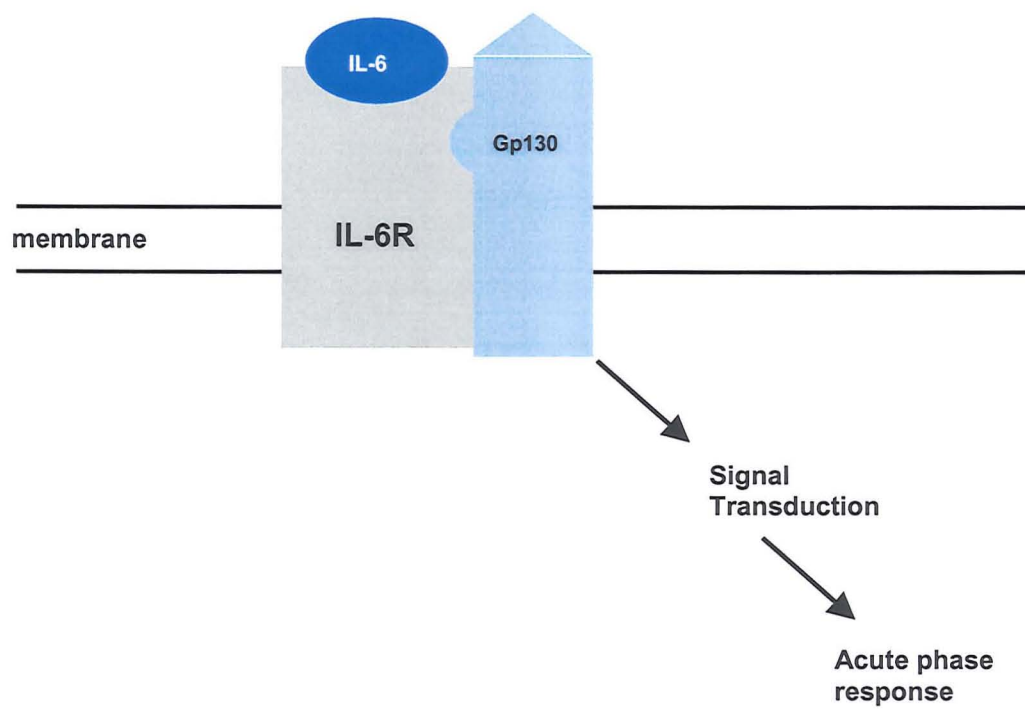 IL-6
Gp130
IL-6R
membrane
Signal
Transduction
Acute phase
response